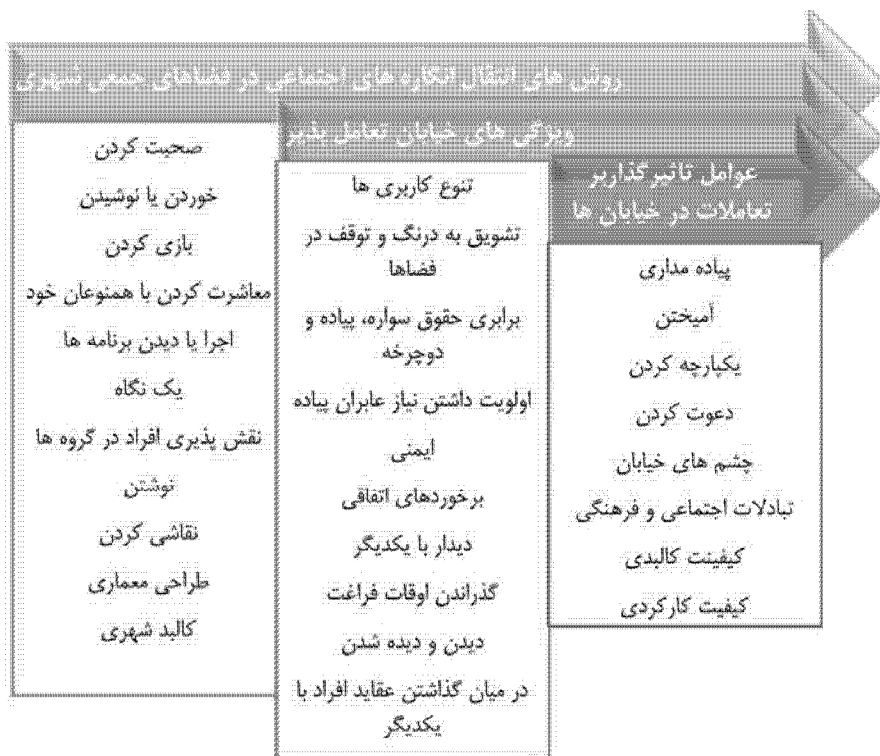 روش های انتقال انگاره های اجتماعی در فضاهای جمعی شهری
ویژگی های خیابان تعامل پذیر
عوامل تاثیرگذاربر
تعاملات در خیابان ها
پیاده مداری
آمیختن
یکپارچه کردن
دعوت کردن
چشم های خیابان
تبادلات اجتماعی و فرهنگی
کیفینت کالبدی
کیفیت کارکردی
تنوع کاربری ها
تشویق به درنگ و توقف در
فضاها
برابری حقوق سواره، پیاده و
دوچرخه
اولویت داشتن نیاز عابران پیاده
ایمنی
برخوردهای اتفاقی
دیدار با یکدیگر
گذراندن اوقات فراغت
دیدن و دیده شدن
در میان گذاشتن عقاید افراد با
یکدیگر
صحبت کردن
خوردن یا نوشیدن
بازی کردن
معاشرت کردن با همنوعان خود
اجرا یا دیدن برنامه ها
یک نگاه
نقش پذیری افراد در گروه ها
نوشتن
نقاشی کردن
طراحی معماری
کالبد شهری